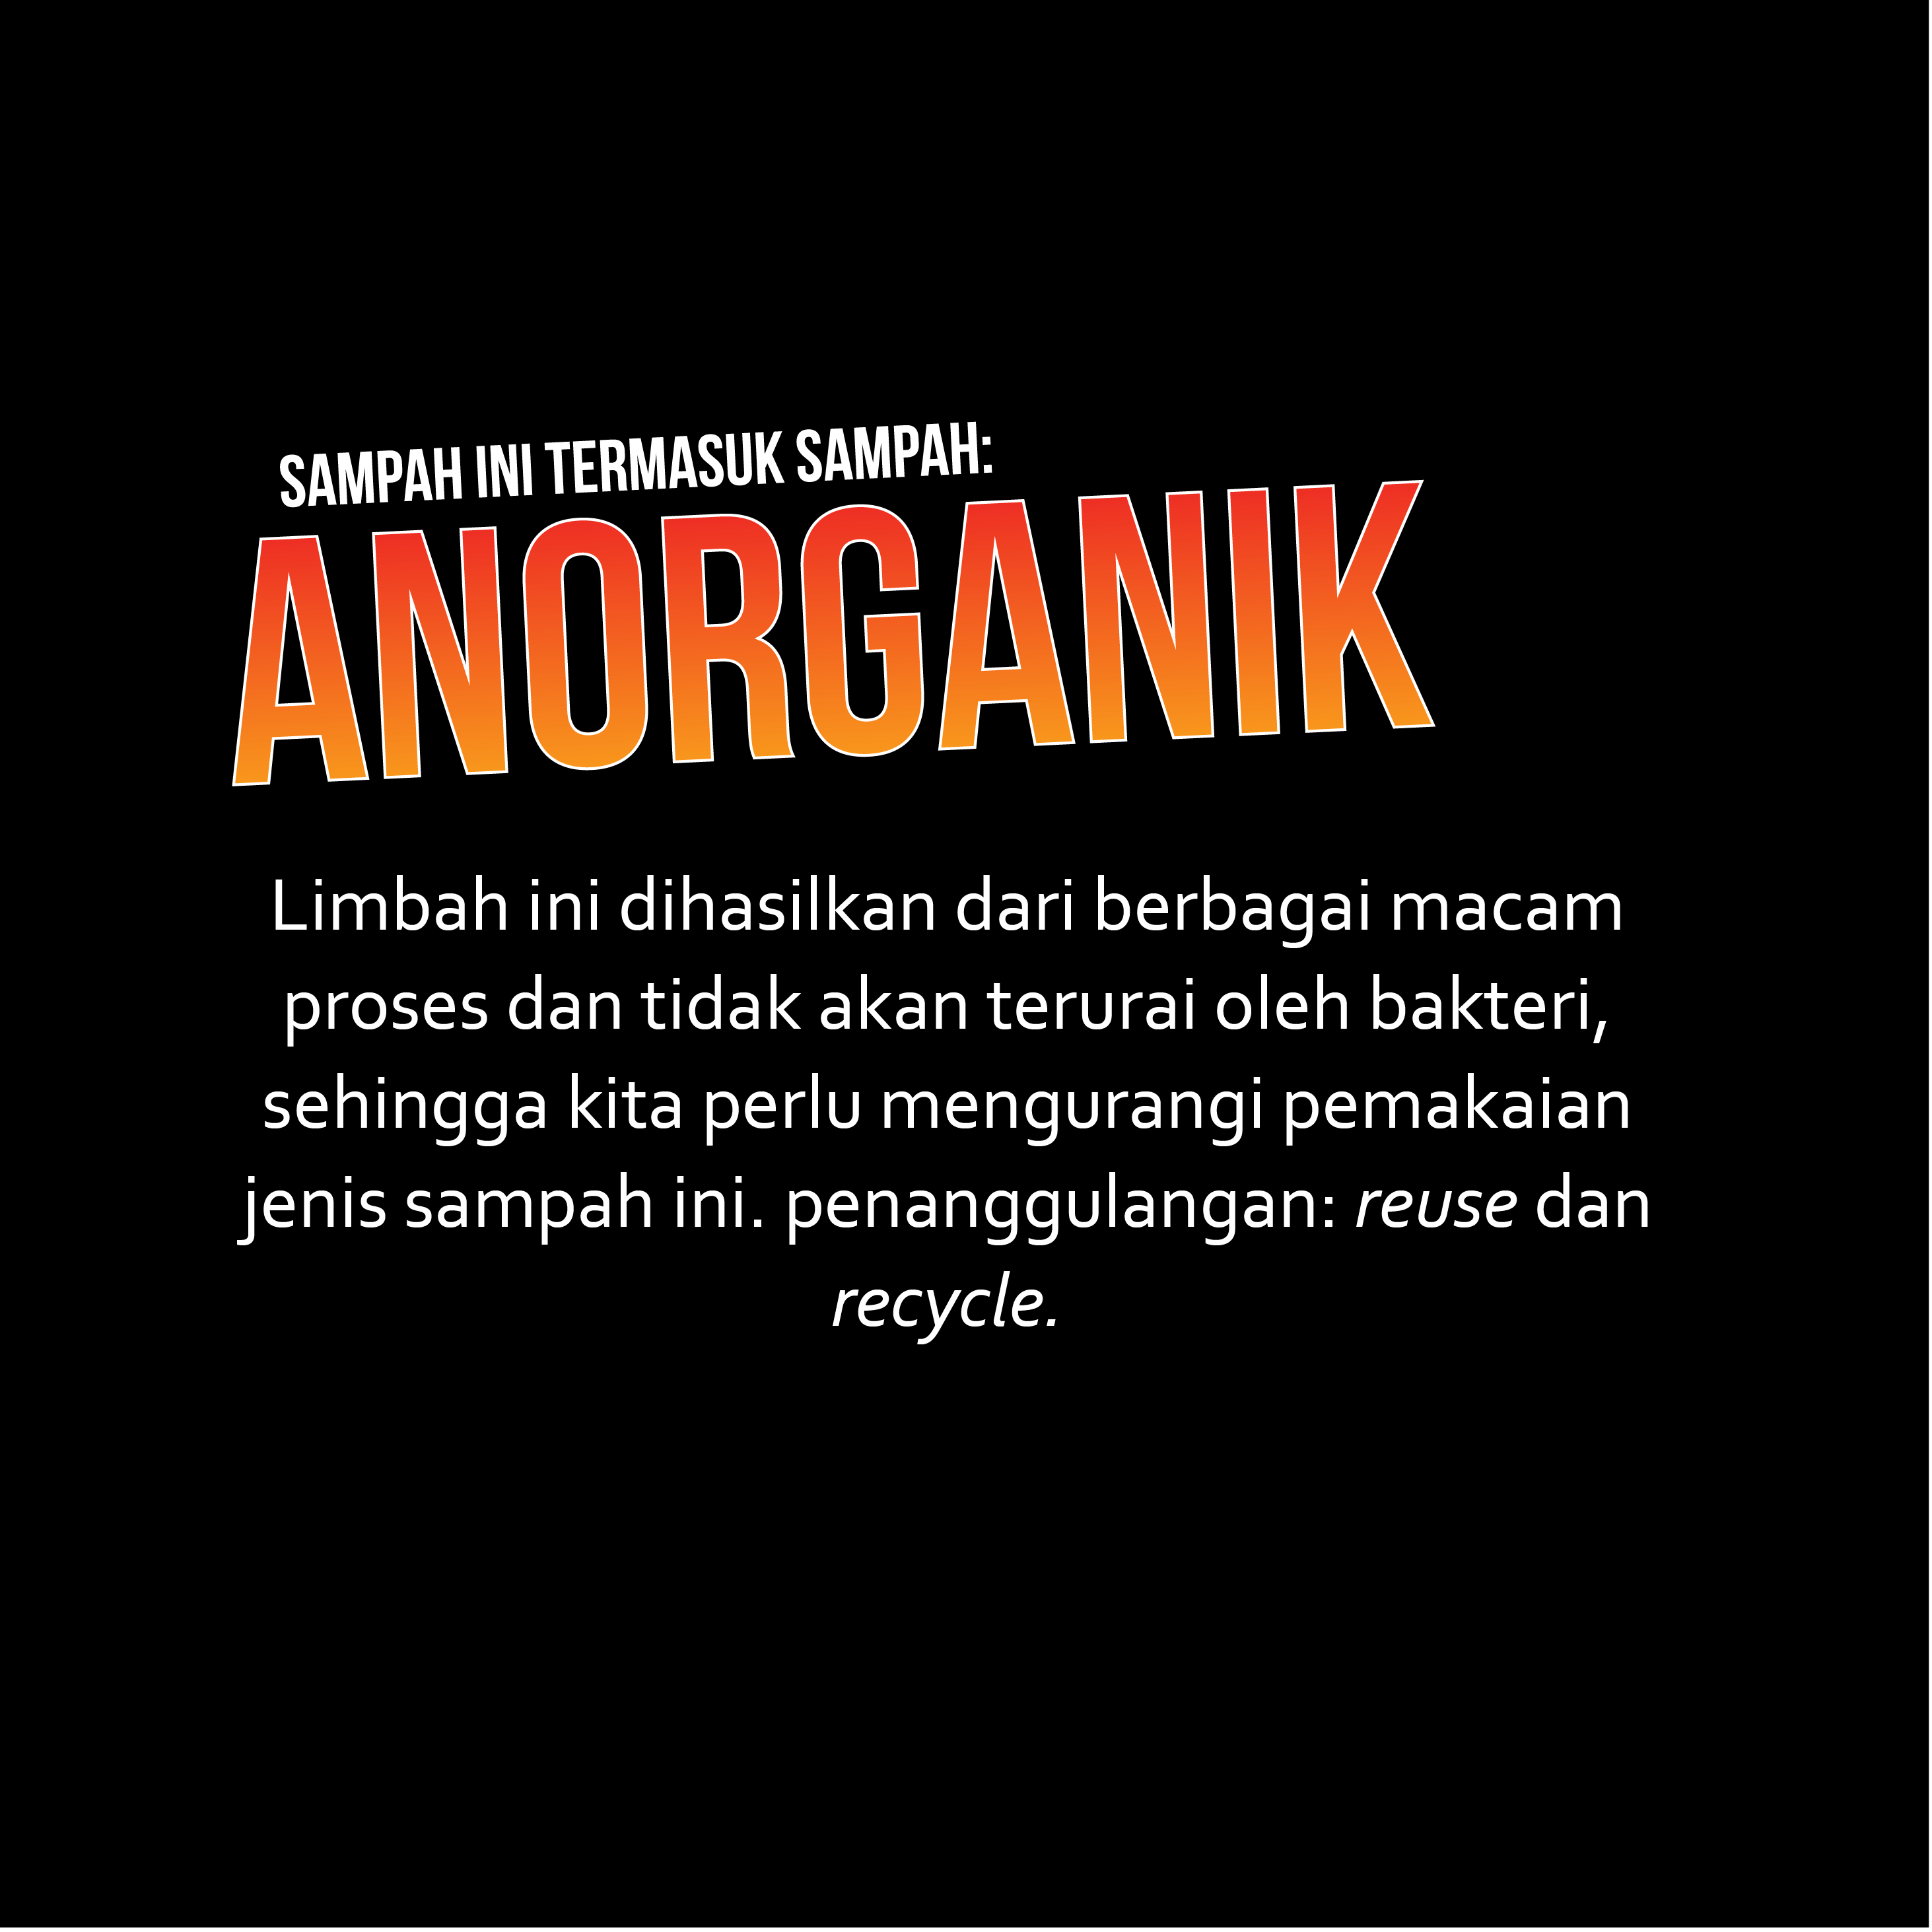 SAMPAH INI TERMASUK SAMPAH:
ANORGANIK
Limbah ini dihasilkan dari berbagai macam
proses dan tidak akan terurai oleh bakteri,
sehingga kita perlu mengurangi pemakaian
jenis sampah ini. penanggulangan: reuse dan
recycle.